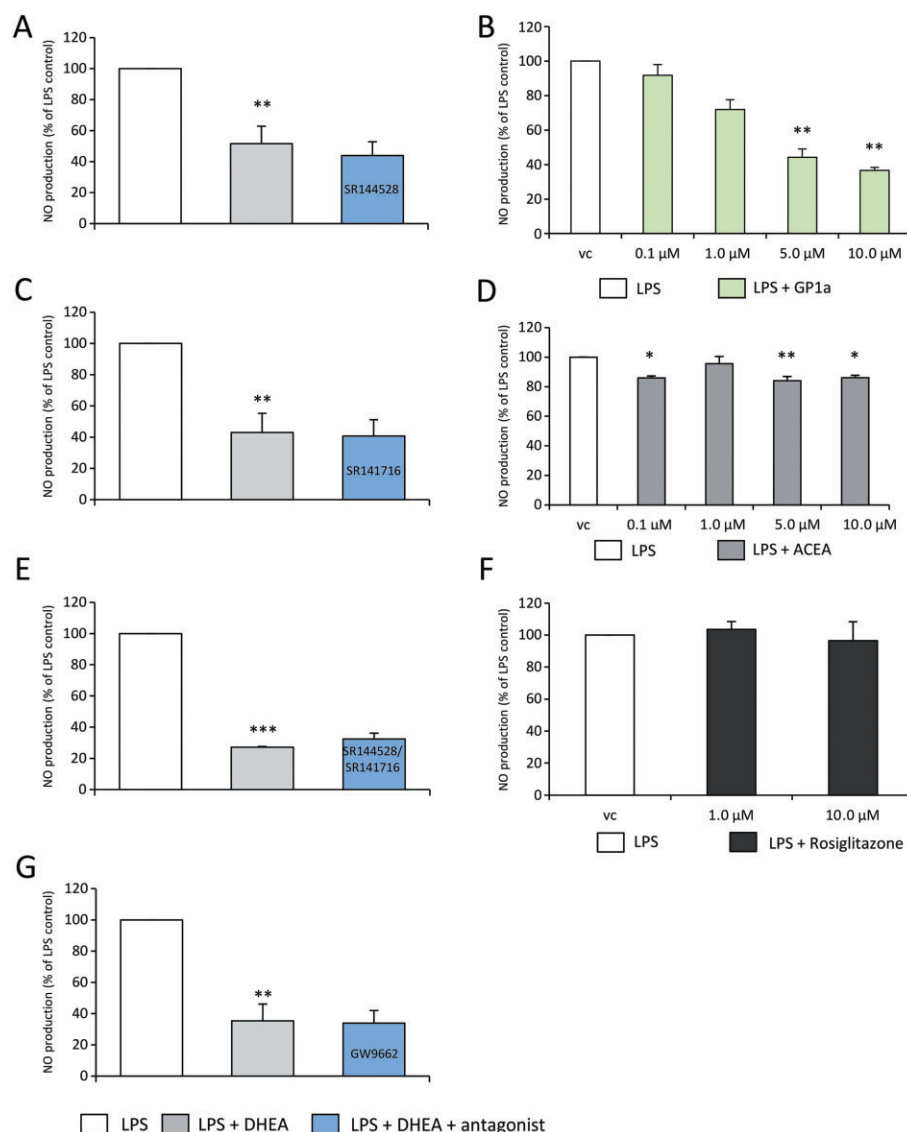 A
NO production (% of LPS control)
120
100
80
60
40
20
0
**
SR144528
B
NO production (% of LPS control)
120
100
80
60
40
20
0
**
**
vc
0.1 µM
1.0 µM
5.0 µM
10.0 µM
LPS
LPS + GP1a
C
NO production (% of LPS control)
120
100
80
60
40
20
0
**
SR141716
D
NO production (% of LPS control)
120
100
80
60
40
20
0
*
**
*
vc
0.1 µM
1.0 µM
5.0 µM
10.0 µM
LPS
LPS + ACEA
E
NO production (% of LPS control)
120
100
80
60
40
20
0
***
SR144528/
SR141716
F
NO production (% of LPS control)
120
100
80
60
40
20
0
vc
1.0 µM
10.0 µM
LPS
LPS + Rosiglitazone
G
NO production (% of LPS control)
120
100
80
60
40
20
0
**
GW9662
LPS
LPS + DHEA
LPS + DHEA + antagonist